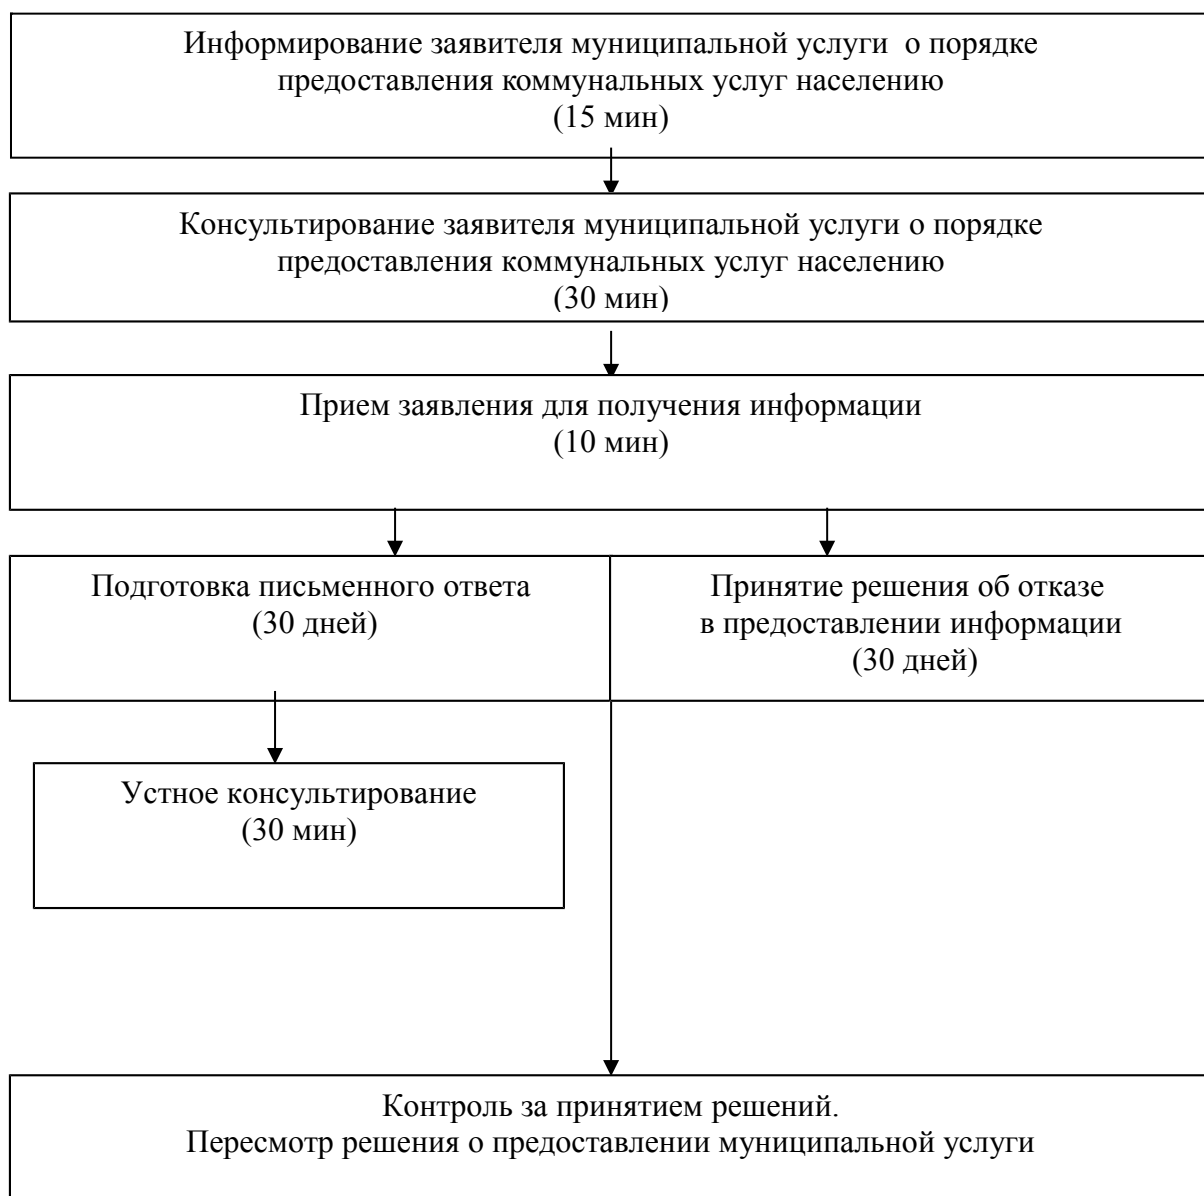 Информирование заявителя муниципальной услуги  о порядке
предоставления коммунальных услуг населению
(15 мин)
Консультирование заявителя муниципальной услуги о порядке
предоставления коммунальных услуг населению
(30 мин)
Прием заявления для получения информации
(10 мин)
Подготовка письменного ответа
(30 дней)
Принятие решения об отказе
в предоставлении информации
(30 дней)
Устное консультирование
(30 мин)
Контроль за принятием решений.
Пересмотр решения о предоставлении муниципальной услуги